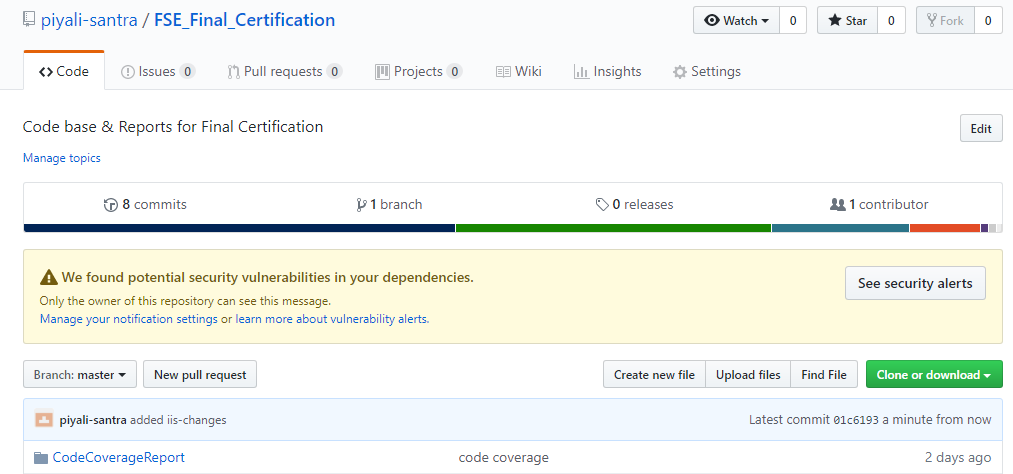 piyali-santra / FSE_Final_Certification
Watch 0 Star 0 Fork 0
Code Issues 0 Pull requests 0 Projects 0 Wiki Insights Settings
Code base & Reports for Final Certification
Edit
Manage topics
8 commits 1 branch 0 releases 1 contributor
We found potential security vulnerabilities in your dependencies.
See security alerts
Only the owner of this repository can see this message.
Manage your notification settings or learn more about vulnerability alerts.
Branch: master New pull request Create new file Upload files Find File Clone or download
piyali-santra added iis-changes Latest commit 01c6193 a minute from now
CodeCoverageReport code coverage 2 days ago